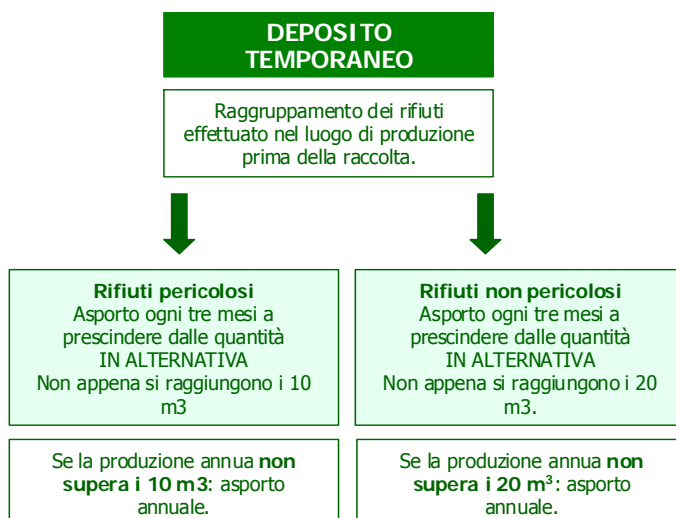 DEPOSITO
TEMPORANEO
Raggruppamento dei rifiuti
effettuato nel luogo di produzione
prima della raccolta.
Rifiuti pericolosi
Asporto ogni tre mesi a
prescindere dalle quantità
IN ALTERNATIVA
Non appena si raggiungono i 10
m3
Rifiuti non pericolosi
Asporto ogni tre mesi a
prescindere dalle quantità
IN ALTERNATIVA
Non appena si raggiungono i 20
m3.
Se la produzione annua non
supera i 10 m3: asporto
annuale.
Se la produzione annua non
supera i 20 m³: asporto
annuale.